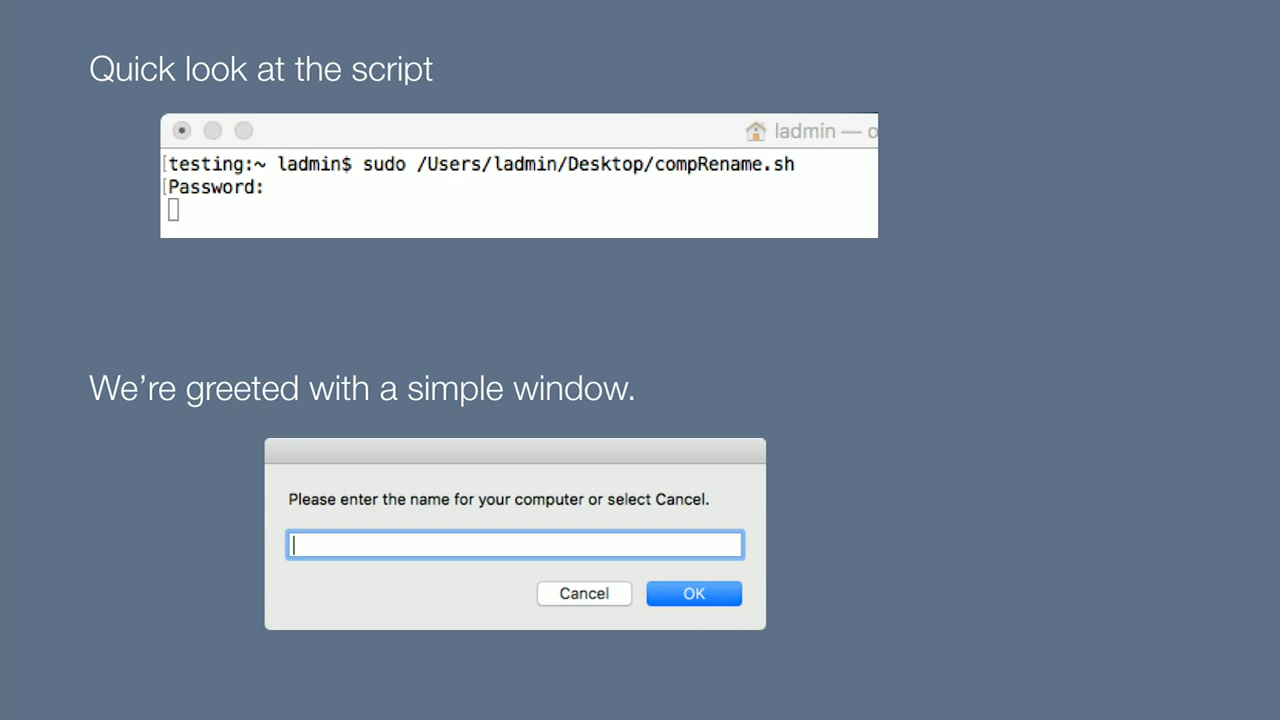 Quick look at the script
ladmin —
[testing:~ ladmin$ sudo /Users/ladmin/Desktop/compRename.sh
[Password:
We're greeted with a simple window.
Please enter the name for your computer or select Cancel.
Cancel OK